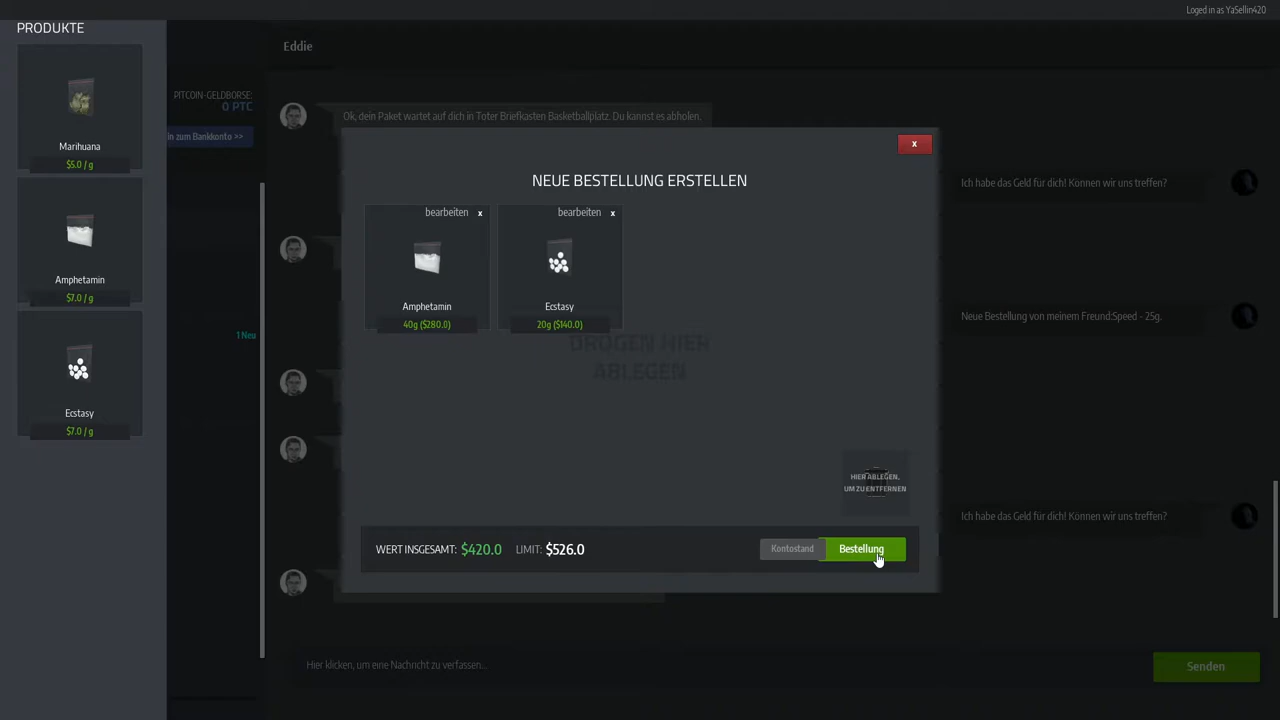 Loged in as YaSellin420
PRODUKTE
Marihuana
$5.0 / g
Amphetamin
$7.0 / g
Ecstasy
$7.0 / g
PITCOIN-GELDBÖRSE:
0 PTC
in zum Bankkonto >>
1 Neu
Eddie
Ok, dein Paket wartet auf dich in Toter Briefkasten Basketballplatz. Du kannst es abholen.
Ich habe das Geld für dich! Können wir uns treffen?
Neue Bestellung von meinem Freund:Speed - 25g.
Ich habe das Geld für dich! Können wir uns treffen?
x
NEUE BESTELLUNG ERSTELLEN
bearbeiten x
Amphetamin
40g ($280.0)
bearbeiten x
Ecstasy
20g ($140.0)
DROGEN HIER
ABLEGEN
HIER ABLEGEN,
UM ZU ENTFERNEN
WERT INSGESAMT: $420.0 LIMIT: $526.0
Kontostand
Bestellung
Hier klicken, um eine Nachricht zu verfassen...
Senden